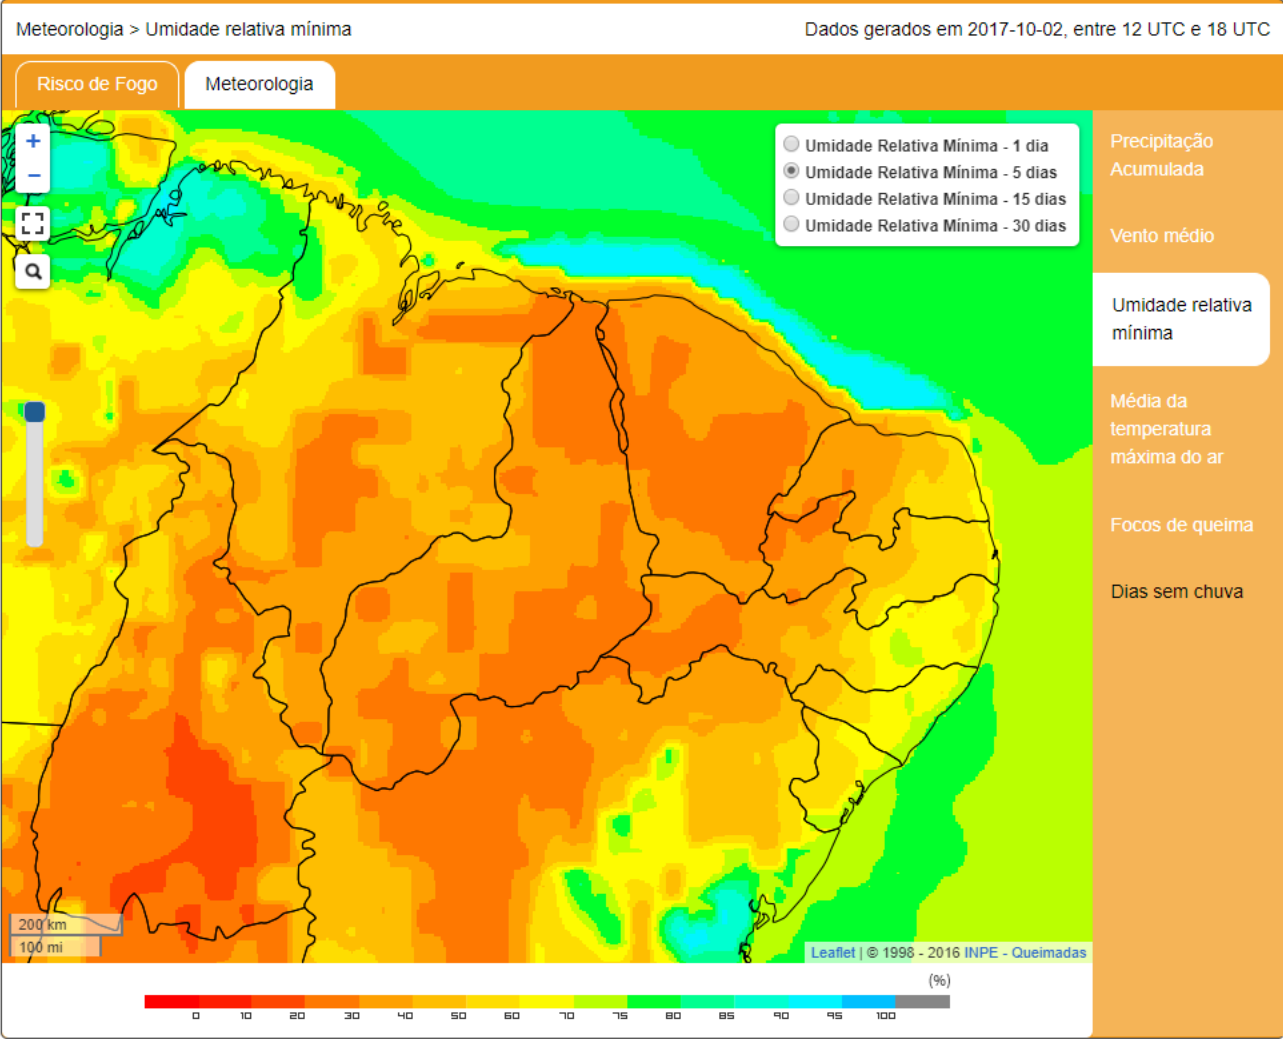 Meteorologia > Umidade relativa mínima
Dados gerados em 2017-10-02, entre 12 UTC e 18 UTC
Risco de Fogo
Meteorologia
+
−
Umidade Relativa Mínima - 1 dia
Umidade Relativa Mínima - 5 dias
Umidade Relativa Mínima - 15 dias
Umidade Relativa Mínima - 30 dias
Precipitação
Acumulada
Vento médio
Umidade relativa
mínima
Média da
temperatura
máxima do ar
Focos de queima
Dias sem chuva
200 km
100 mi
Leaflet | © 1998 - 2016 INPE - Queimadas
(%)
0 10 20 30 40 50 60 70 75 80 85 90 95 100